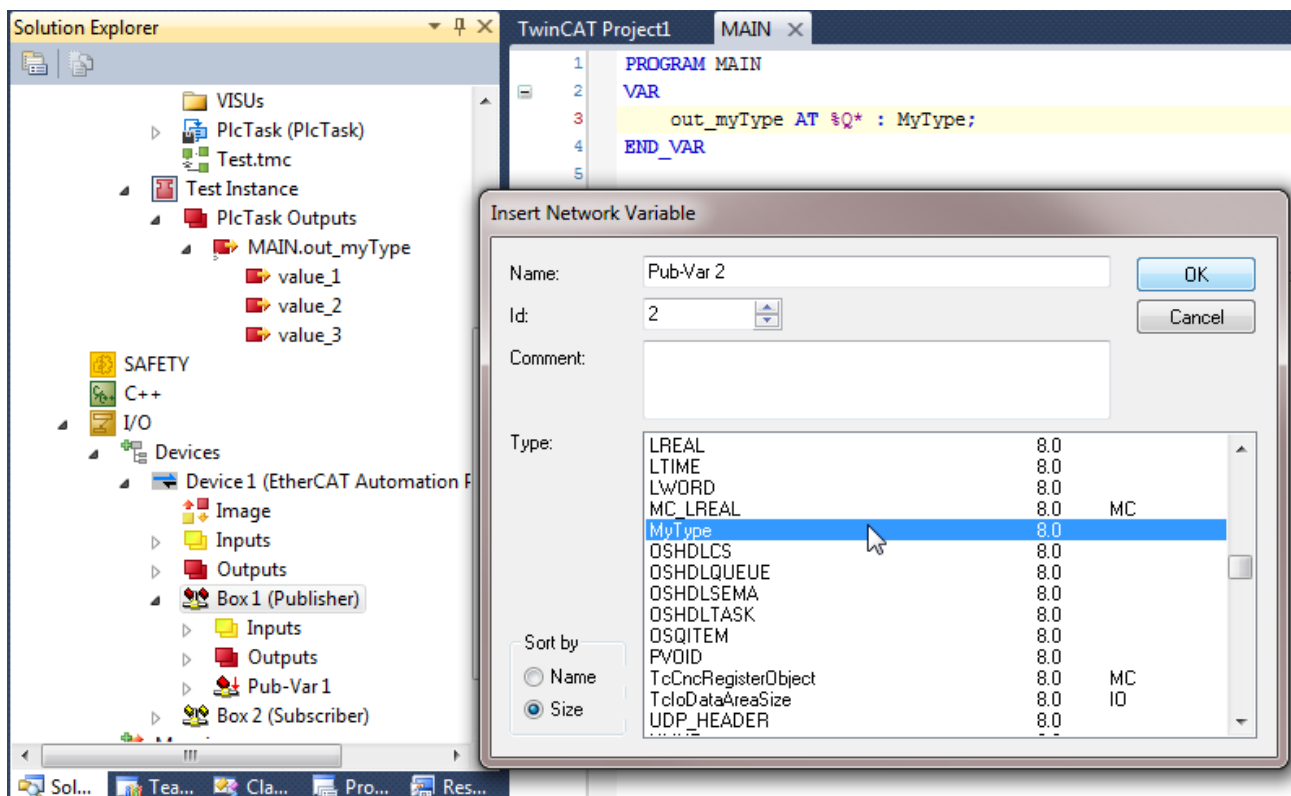 Solution Explorer
VISUs
PlcTask (PlcTask)
Test.tmc
Test Instance
PlcTask Outputs
MAIN.out_myType
value_1
value_2
value_3
SAFETY
C++
I/O
Devices
Device 1 (EtherCAT Automation P
Image
Inputs
Outputs
Box 1 (Publisher)
Inputs
Outputs
Pub-Var 1
Box 2 (Subscriber)
Sol... Tea... Cla... Pro... Res...
TwinCAT Project1 MAIN
1 PROGRAM MAIN
2 VAR
3 out_myType AT %Q* : MyType;
4 END_VAR
5
Insert Network Variable
Name: Pub-Var 2 OK
Id: 2 Cancel
Comment:
Type:
LREAL 8.0
LTIME 8.0
LWORD 8.0
MC_LREAL 8.0 MC
MyType 8.0
OSHDLCS 8.0
OSHDLQUEUE 8.0
OSHDLSEMA 8.0
OSHDLTASK 8.0
OSQITEM 8.0
PVOID 8.0
TcCncRegisterObject 8.0 MC
TcIoDataAreaSize 8.0 IO
UDP_HEADER 8.0
Sort by
Name
Size